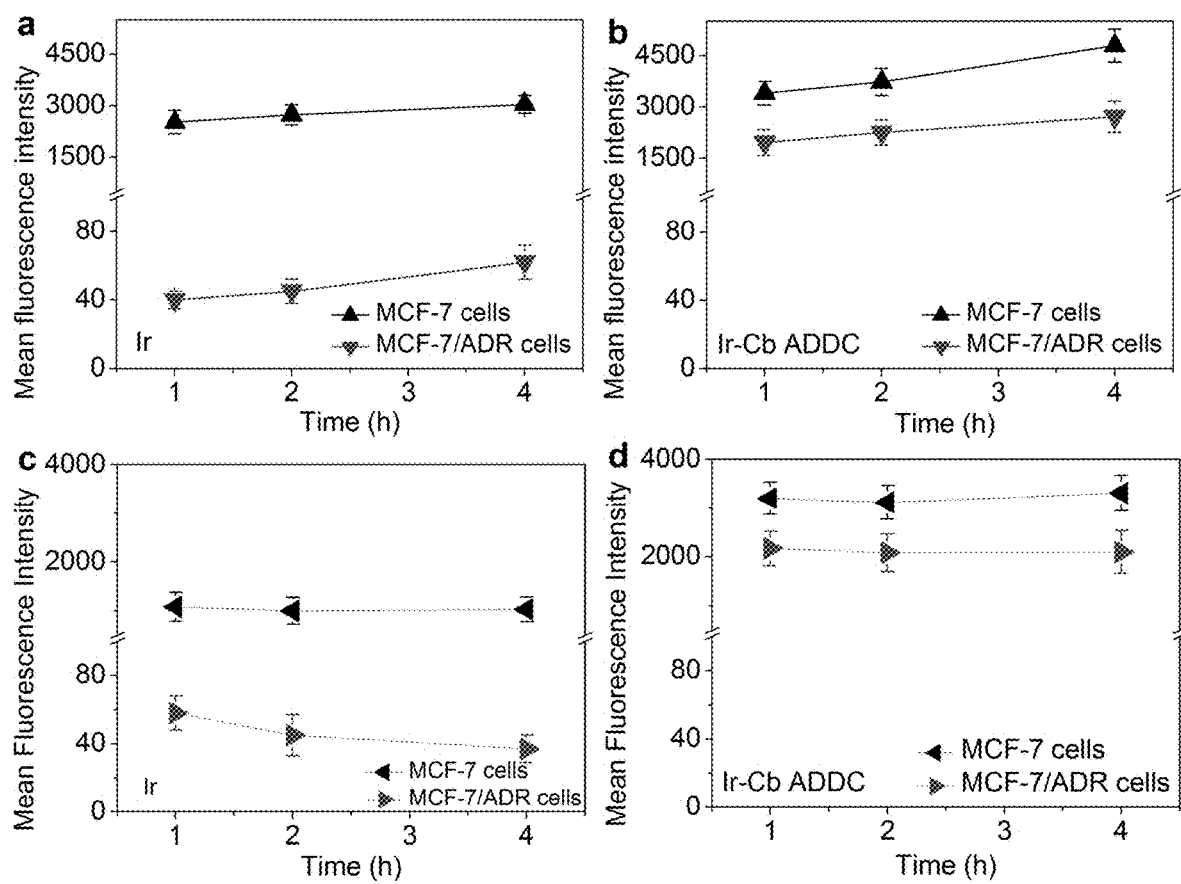 a
Mean fluorescence intensity
4500
3000
1500
80
40
0
MCF-7 cells
MCF-7/ADR cells
Ir
1 2 3 4
Time (h)
b
Mean fluorescence intensity
4500
3000
1500
80
40
0
MCF-7 cells
MCF-7/ADR cells
Ir-Cb ADDC
1 2 3 4
Time (h)
c
Mean Fluorescence Intensity
4000
2000
80
40
0
MCF-7 cells
MCF-7/ADR cells
Ir
1 2 3 4
Time (h)
d
Mean Fluorescence Intensity
4000
2000
80
40
0
MCF-7 cells
MCF-7/ADR cells
Ir-Cb ADDC
1 2 3 4
Time (h)